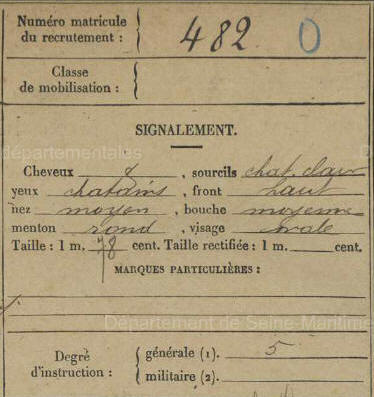 Numéro matricule du recrutement : 482 0
Classe de mobilisation :
SIGNALEMENT.
départementales
Cheveux &, sourcils chat. clair
yeux chatains, front haut
nez moyen, bouche moyenne
menton rond, visage ovale
Taille : 1 m. 78 cent. Taille rectifiée : 1 m. cent.
MARQUES PARTICULIÈRES :
Département de Seine-Maritime
Degré d'instruction : générale (1). 5
militaire (2).